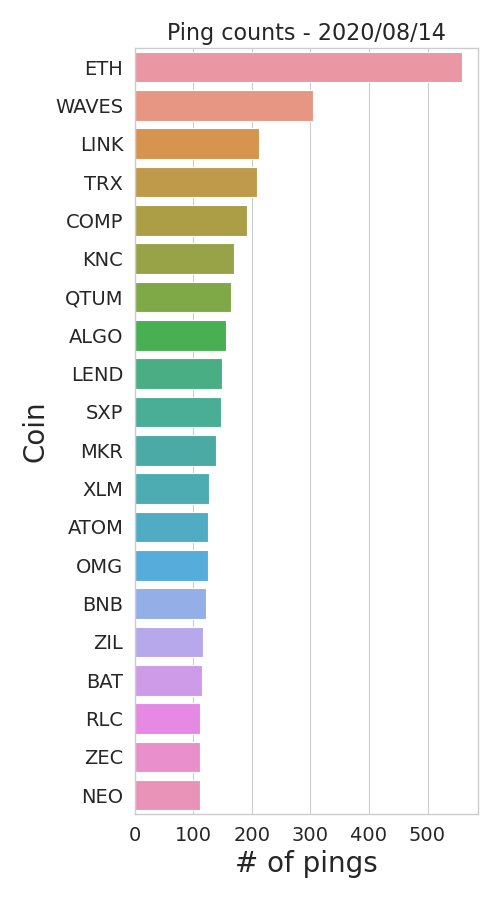 Ping counts - 2020/08/14
ETH
WAVES
LINK
TRX
COMP
KNC
QTUM
ALGO
LEND
SXP
MKR
XLM
ATOM
OMG
BNB
ZIL
BAT
RLC
ZEC
NEO
Coin
0 100 200 300 400 500
# of pings